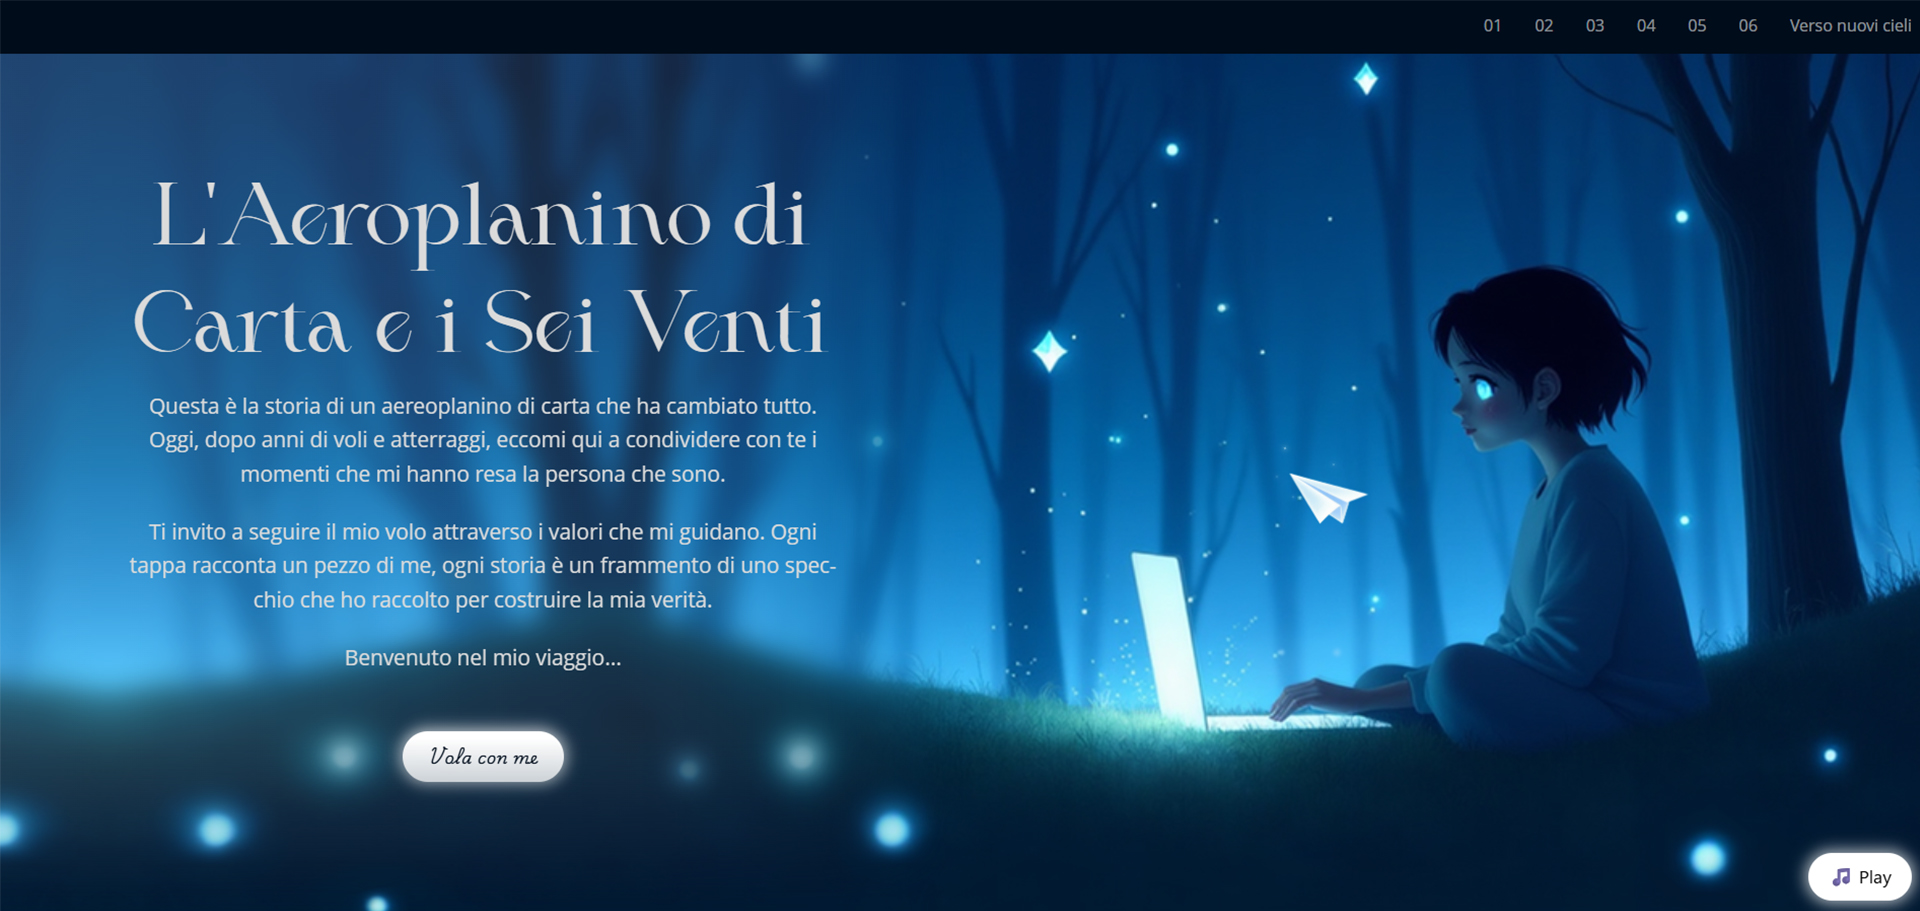 01 02 03 04 05 06 Verso nuovi cieli
L'Aeroplanino di
Carta e i Sei Venti
Questa è la storia di un aereoplanino di carta che ha cambiato tutto.
Oggi, dopo anni di voli e atterraggi, eccomi qui a condividere con te i
momenti che mi hanno resa la persona che sono.
Ti invito a seguire il mio volo attraverso i valori che mi guidano. Ogni
tappa racconta un pezzo di me, ogni storia è un frammento di uno spec-
chio che ho raccolto per costruire la mia verità.
Benvenuto nel mio viaggio...
Vola con me
Play